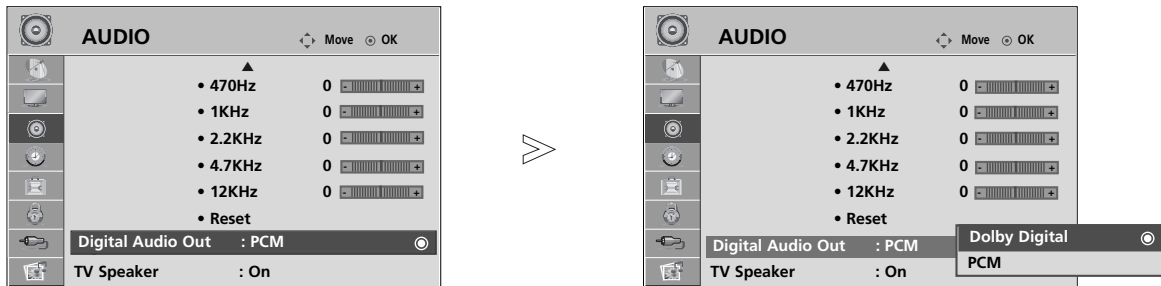 AUDIO Move OK
• 470Hz 0 - +
• 1KHz 0 - +
• 2.2KHz 0 - +
• 4.7KHz 0 - +
• 12KHz 0 - +
• Reset
Digital Audio Out : PCM
TV Speaker : On
AUDIO Move OK
• 470Hz 0 - +
• 1KHz 0 - +
• 2.2KHz 0 - +
• 4.7KHz 0 - +
• 12KHz 0 - +
• Reset
Digital Audio Out : PCM
Dolby Digital
PCM
TV Speaker : On